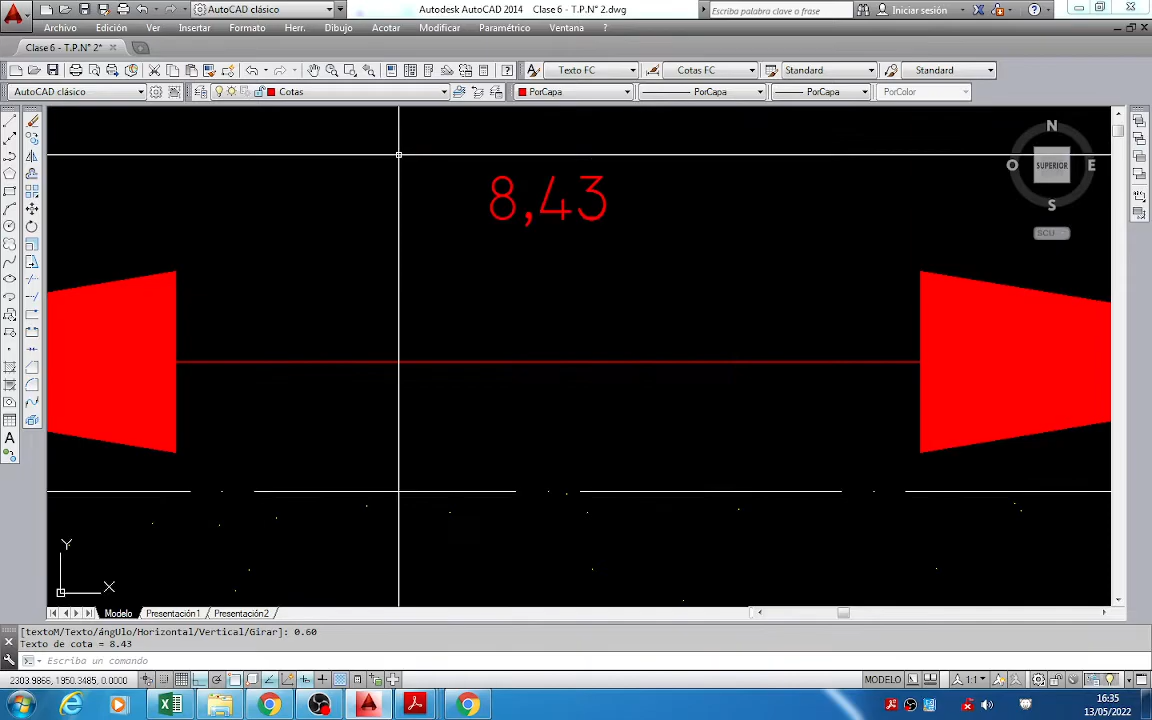 AutoCAD clásico
Autodesk AutoCAD 2014 Clase 6 - T.P.N° 2.dwg
Escriba palabra clave o frase
Iniciar sesión
Archivo Edición Ver Insertar Formato Herr. Dibujo Acotar Modificar Paramétrico Ventana ?
Clase 6 - T.P.N° 2*
Texto FC Cotas FC Standard Standard
AutoCAD clásico Cotas PorCapa PorCapa PorCapa PorColor
N
O SUPERIOR E
S
SCU
8,43
A
Y
X
Modelo Presentación1 Presentación2
[textoM/Texto/ángUlo/Horizontal/Vertical/Girar]: 0.60
Texto de cota = 8.43
Escriba un comando
2303.9866, 1950.3485, 0.0000 MODELO 1:1
16:35
13/05/2022